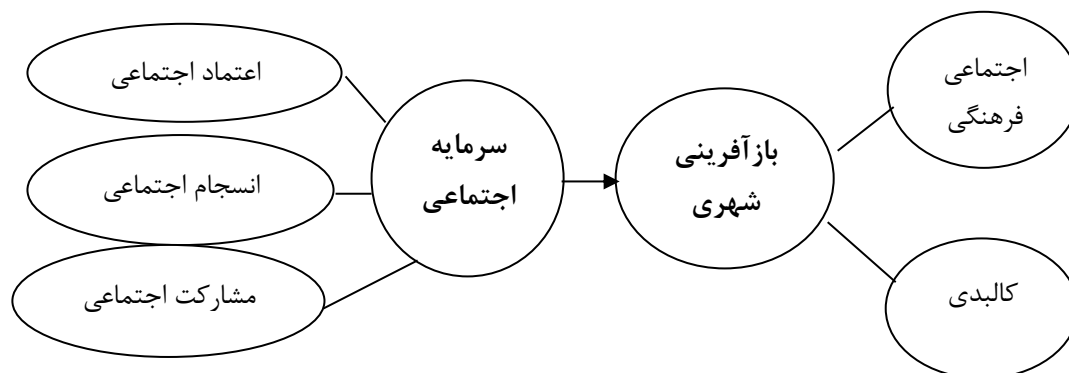 اعتماد اجتماعی
انسجام اجتماعی
مشارکت اجتماعی
سرمایه
اجتماعی
بازآفرینی
شهری
اجتماعی
فرهنگی
کالبدی